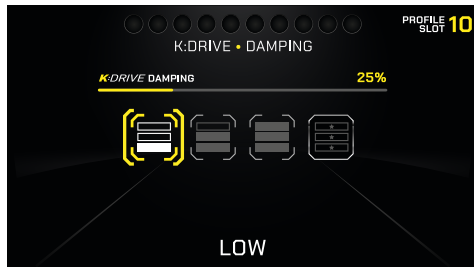 PROFILE
SLOT 10
K:DRIVE • DAMPING
K:DRIVE DAMPING 25%
LOW